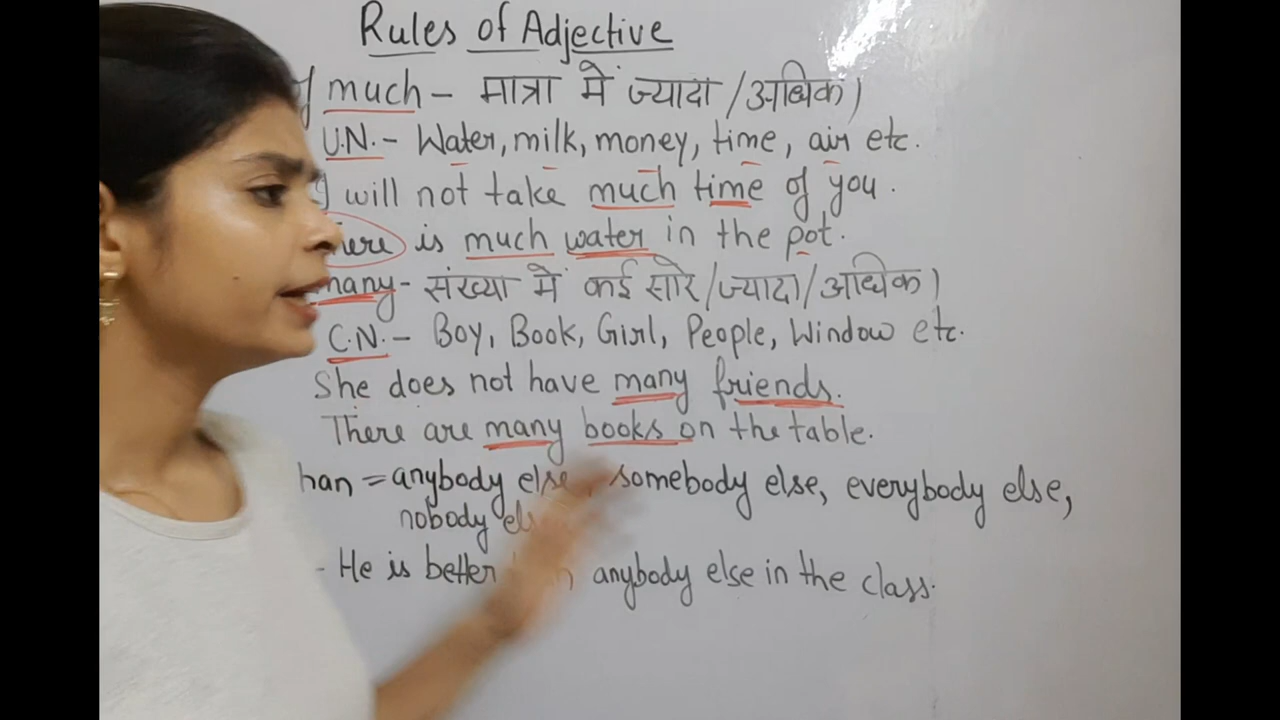 Rules of Adjective
much - मात्रा में ज्यादा / अधिक।
U.N. - Water, milk, money, time, air etc.
I will not take much time of you.
is much water in the pot.
many - संख्या में कई सारे / ज्यादा / अधिक।
C.N. - Boy, Book, Girl, People, Window etc.
She does not have many friends.
There are many books on the table.
han = anybody else, somebody else, everybody else,
nobody
- He is better anybody else in the class.